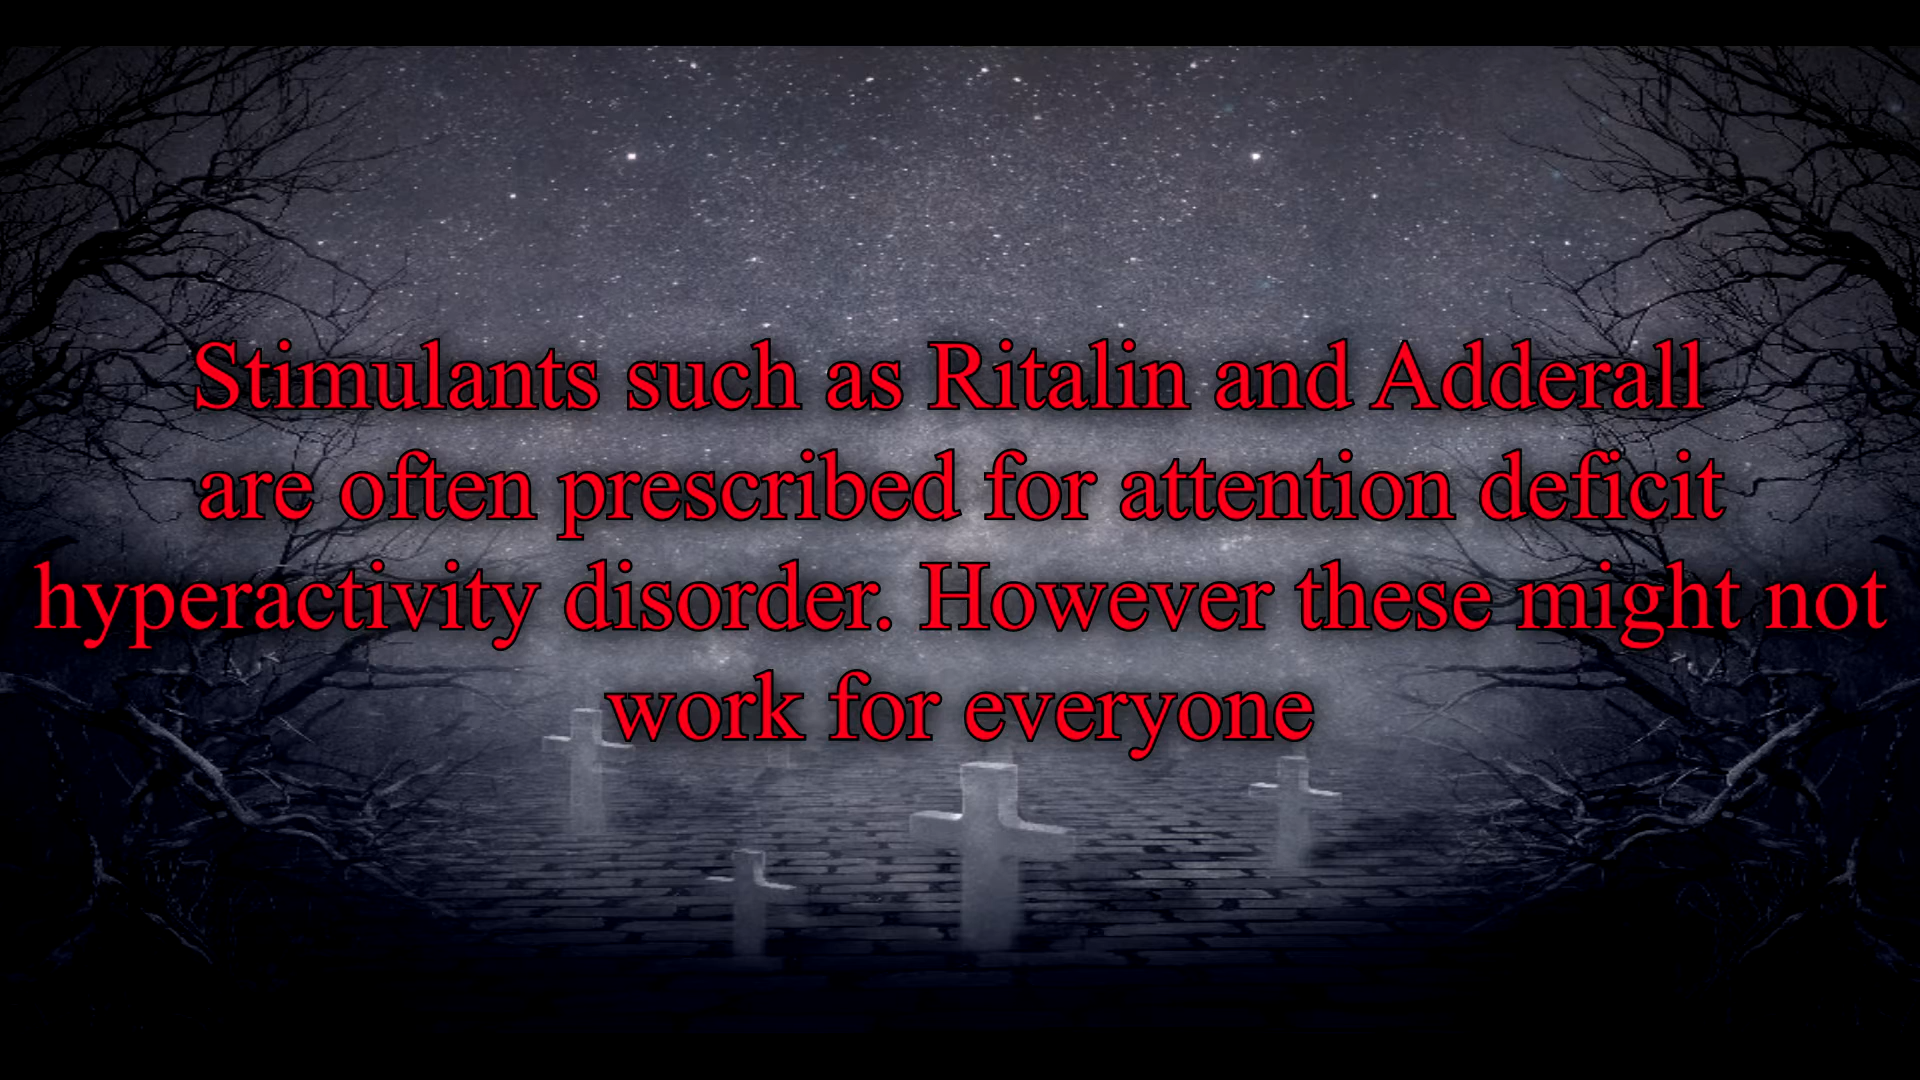 Stimulants such as Ritalin and Adderall
are often prescribed for attention deficit
hyperactivity disorder. However these might not
work for everyone